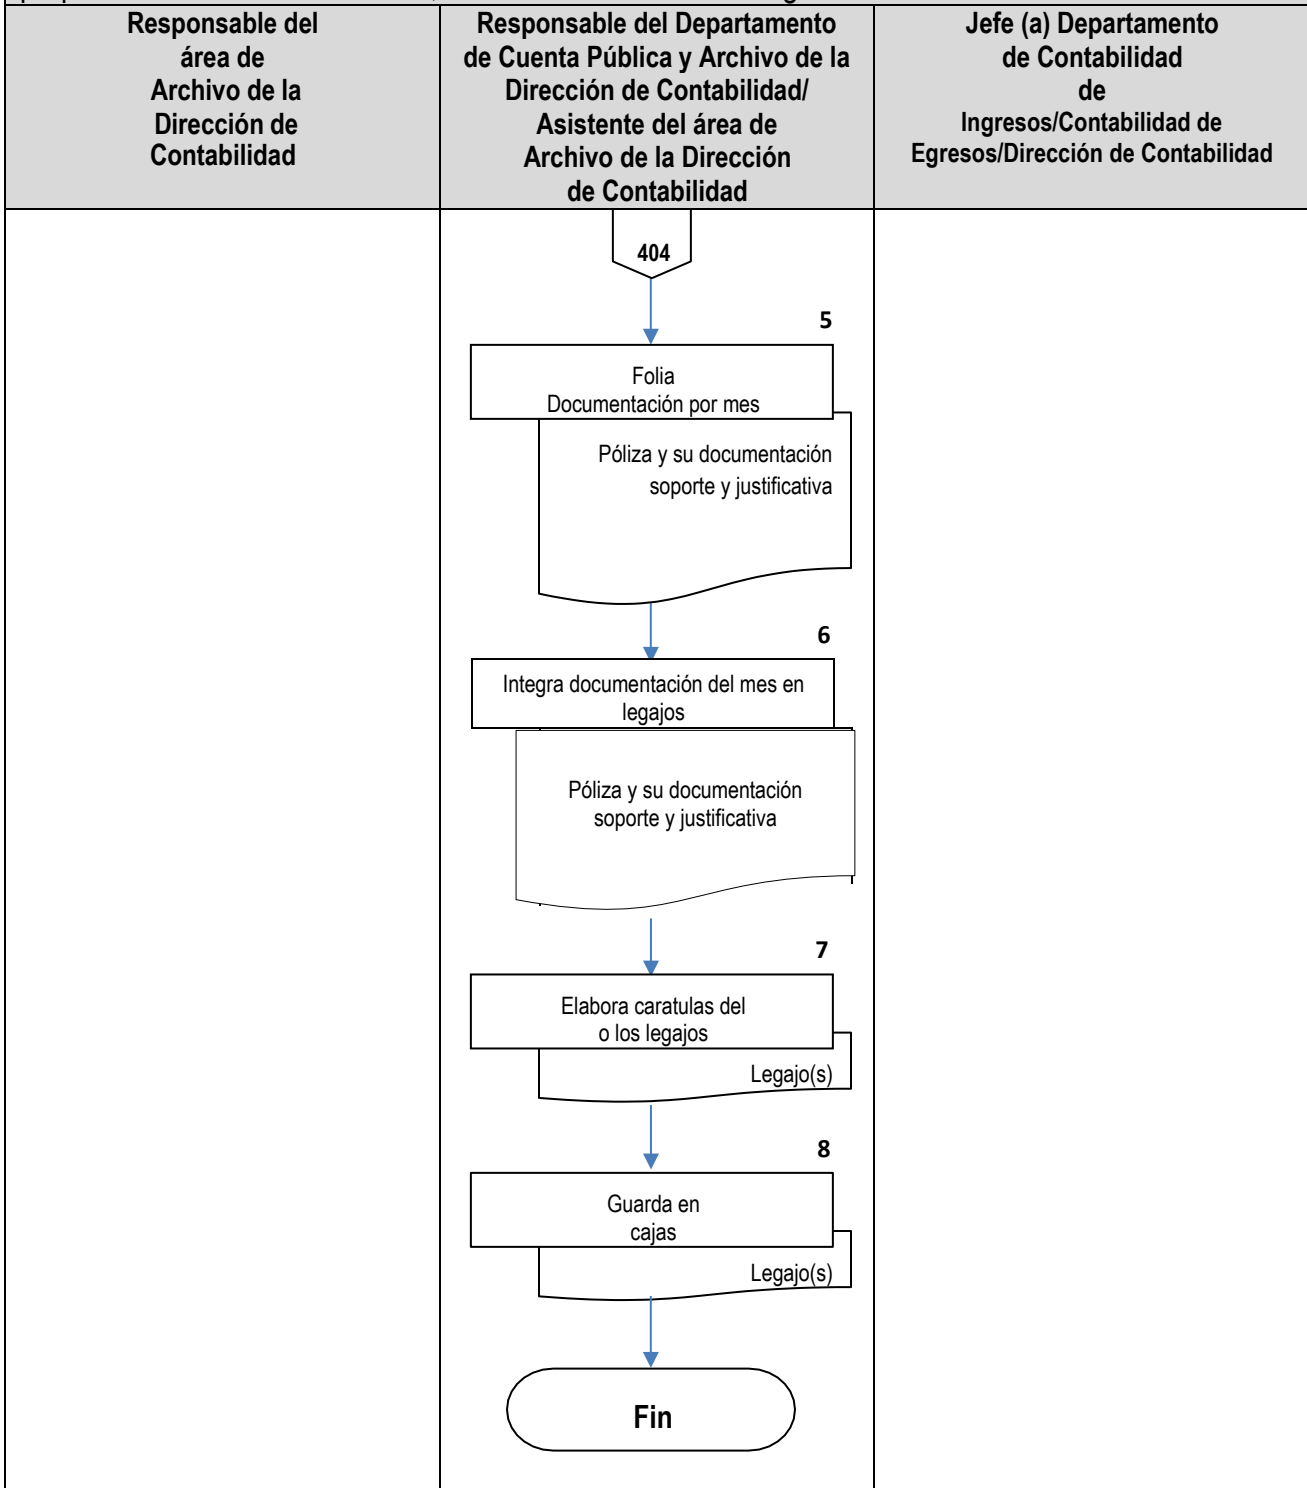 Responsable del
área de
Archivo de la
Dirección de
Contabilidad
Responsable del Departamento
de Cuenta Pública y Archivo de la
Dirección de Contabilidad/
Asistente del área de
Archivo de la Dirección
de Contabilidad
Jefe (a) Departamento
de Contabilidad
de
Ingresos/Contabilidad de
Egresos/Dirección de Contabilidad
404
5
Folia
Documentación por mes
Póliza y su documentación
soporte y justificativa
6
Integra documentación del mes en
legajos
Póliza y su documentación
soporte y justificativa
7
Elabora caratulas del
o los legajos
Legajo(s)
8
Guarda en
cajas
Legajo(s)
Fin